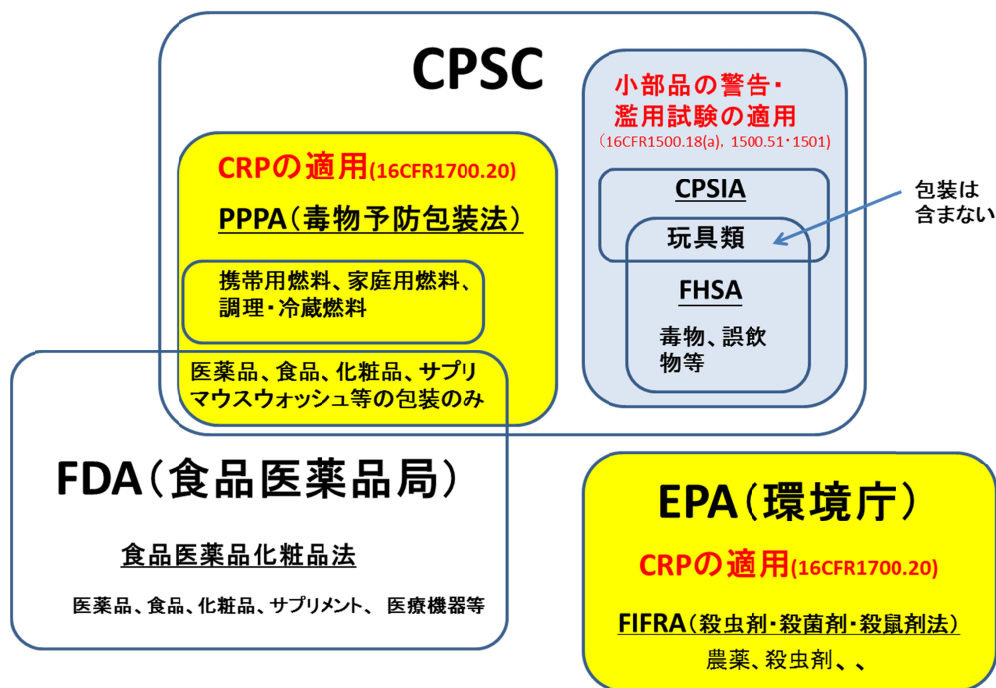 CPSC
小部品の警告・
濫用試験の適用
(16CFR1500.18(a), 1500.51・1501)
CPSIA
玩具類
FHSA
毒物、誤飲
物等
包装は
含まない
CRPの適用(16CFR1700.20)
PPPA(毒物予防包装法)
携帯用燃料、家庭用燃料、
調理・冷蔵燃料
医薬品、食品、化粧品、サプリ
マウスウォッシュ等の包装のみ
FDA(食品医薬品局)
食品医薬品化粧品法
医薬品、食品、化粧品、サプリメント、 医療機器等
EPA(環境庁)
CRPの適用(16CFR1700.20)
FIFRA(殺虫剤・殺菌剤・殺鼠剤法)
農薬、殺虫剤、、